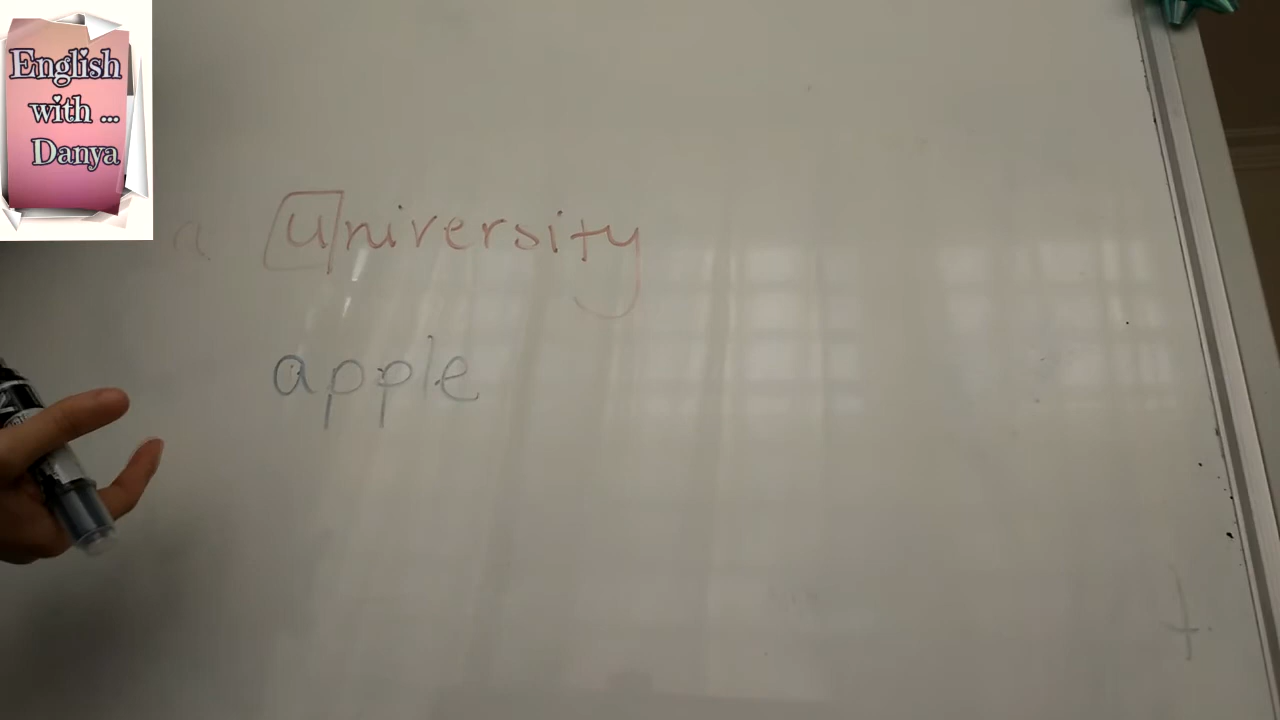 English
with ...
Danya
a university
apple